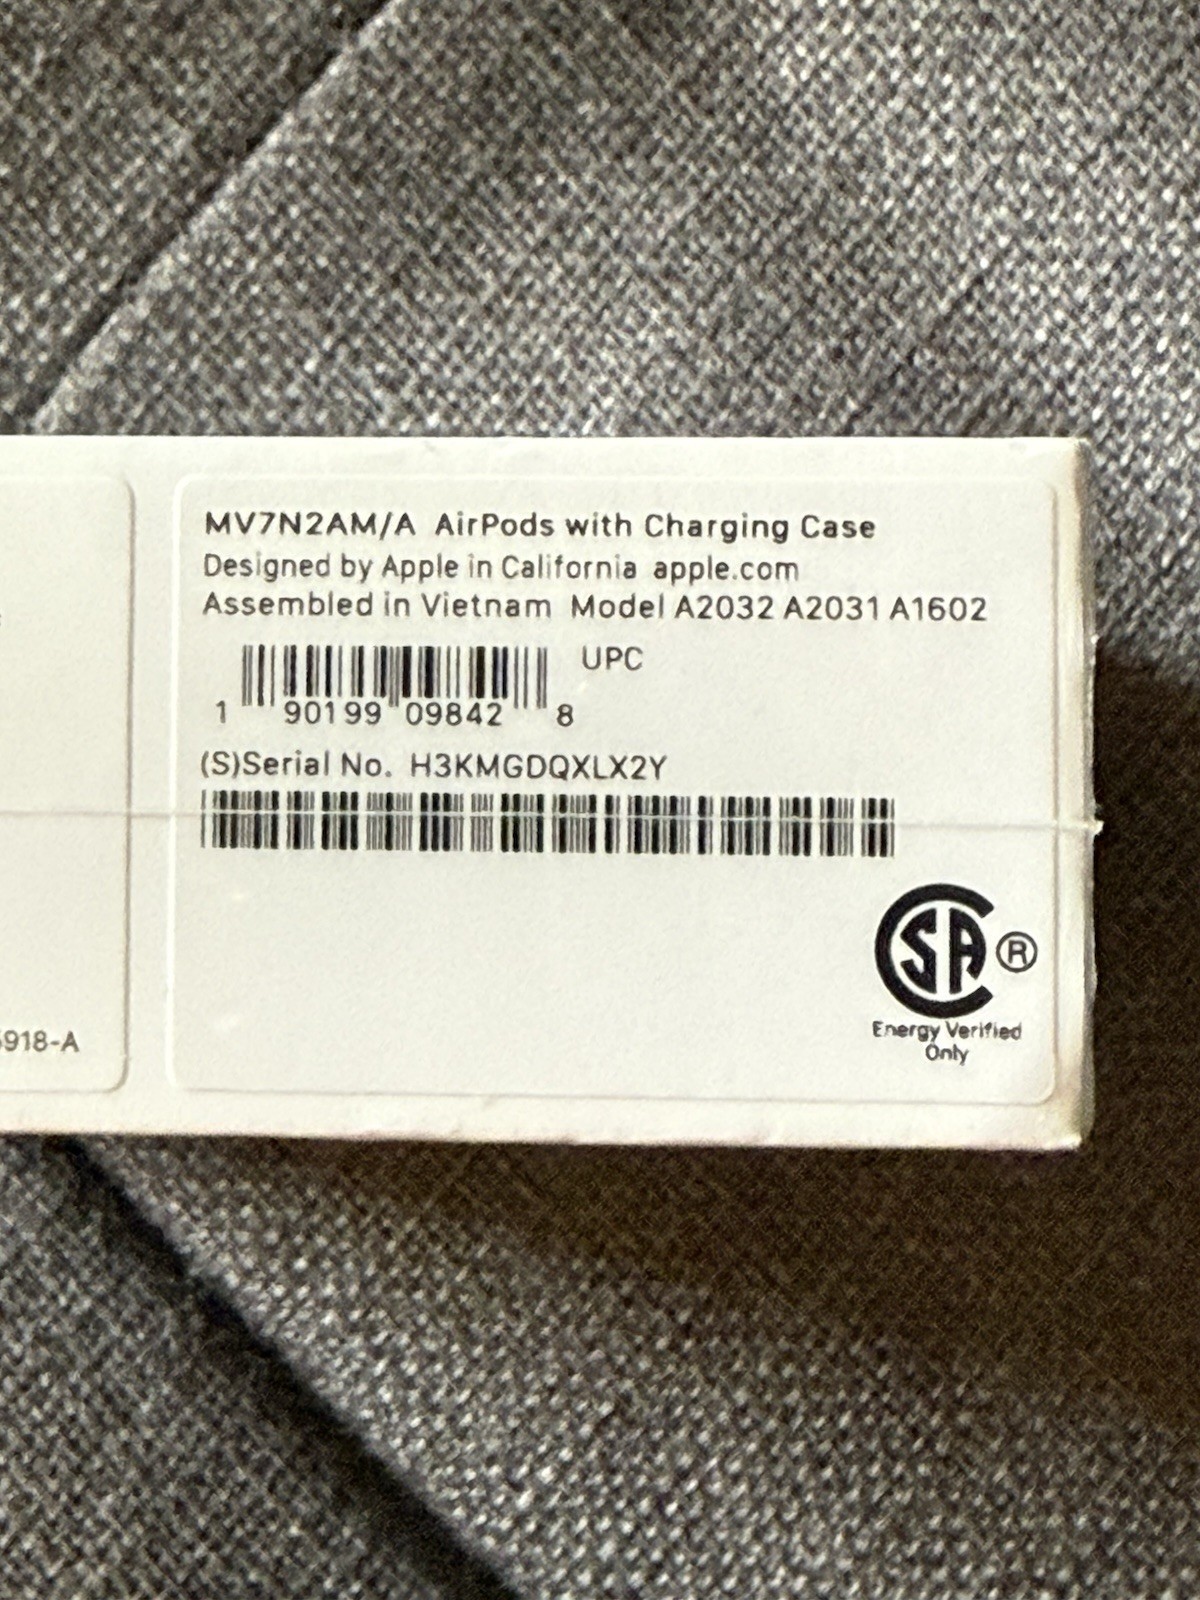 MV7N2AM/A AirPods with Charging Case
Designed by Apple in California apple.com
Assembled in Vietnam Model A2032 A2031 A1602
UPC
1 90199 09842 8
(S)Serial No. H3KMGDQXLX2Y
CSA ®
Energy Verified
Only
918-A